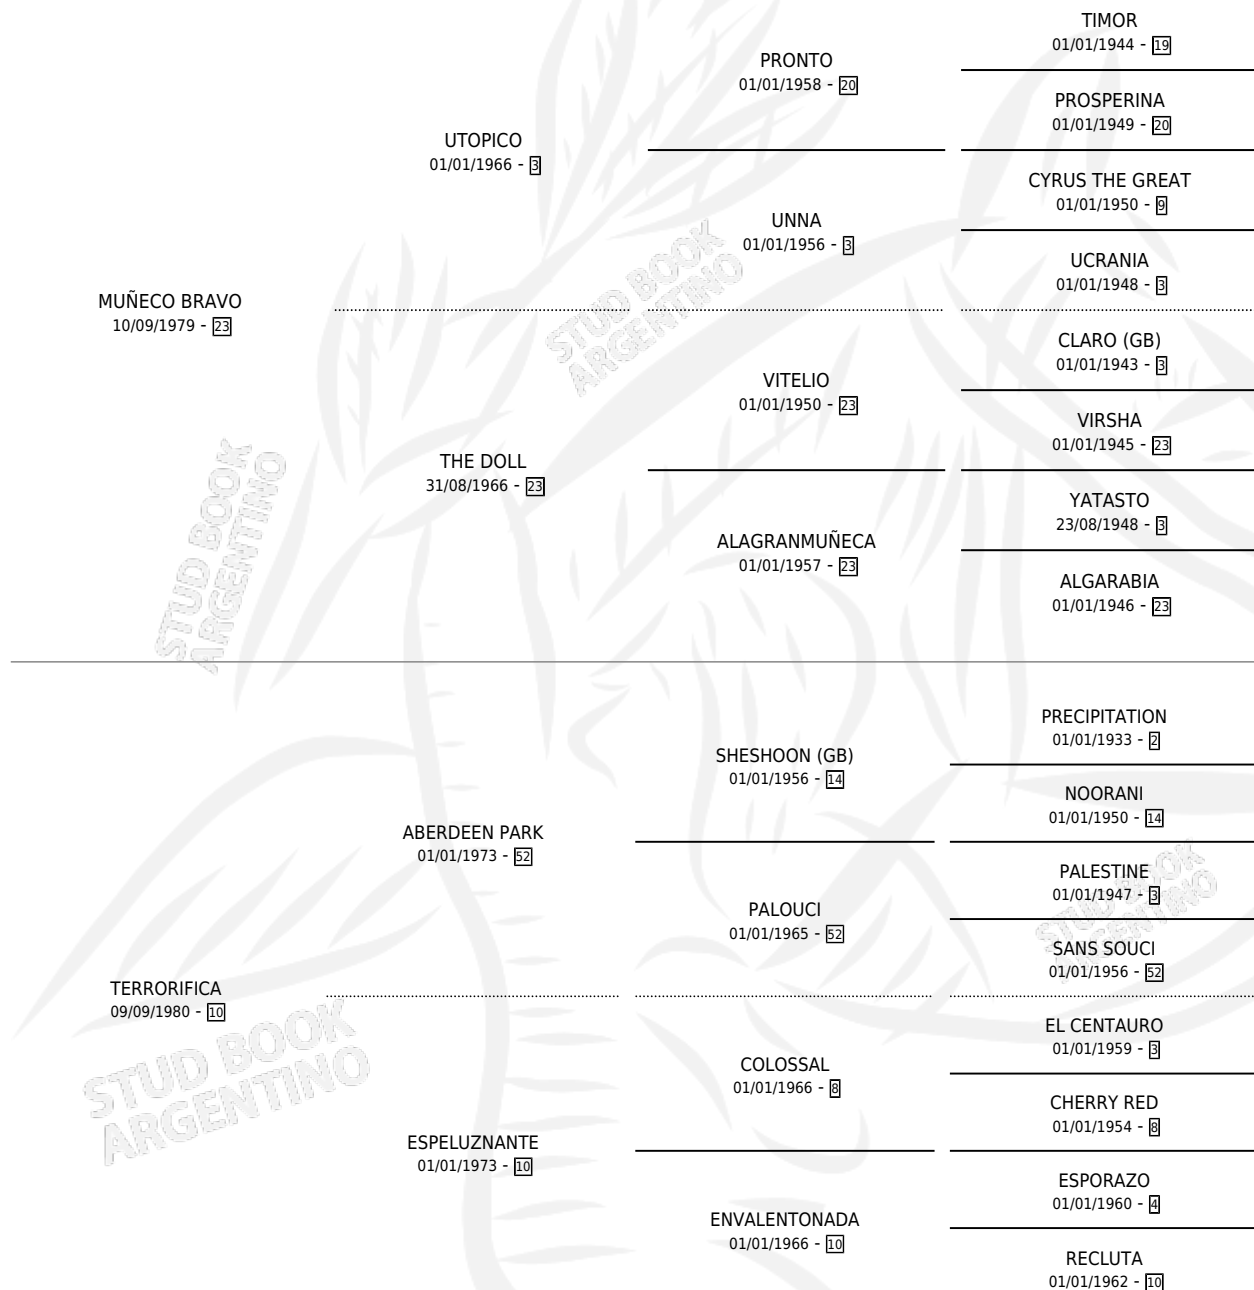 TIMOR
01/01/1944 - 19
PRONTO
01/01/1958 - 20
PROSPERINA
01/01/1949 - 20
UTOPICO
01/01/1966 - 3
CYRUS THE GREAT
01/01/1950 - 9
UNNA
01/01/1956 - 3
UCRANIA
01/01/1948 - 3
MUÑECO BRAVO
10/09/1979 - 23
CLARO (GB)
01/01/1943 - 3
VITELIO
01/01/1950 - 23
VIRSHA
01/01/1945 - 23
THE DOLL
31/08/1966 - 23
YATASTO
23/08/1948 - 3
ALAGRANMUÑECA
01/01/1957 - 23
ALGARABIA
01/01/1946 - 23
STUD BOOK
ARGENTINO
STUD BOOK
ARGENTINO
PRECIPITATION
01/01/1933 - 2
SHESHOON (GB)
01/01/1956 - 14
NOORANI
01/01/1950 - 14
ABERDEEN PARK
01/01/1973 - 52
PALESTINE
01/01/1947 - 3
PALOUCI
01/01/1965 - 52
SANS SOUCI
01/01/1956 - 52
TERRORIFICA
09/09/1980 - 10
EL CENTAURO
01/01/1959 - 3
COLOSSAL
01/01/1966 - 8
CHERRY RED
01/01/1954 - 8
ESPELUZNANTE
01/01/1973 - 10
ESPORAZO
01/01/1960 - 4
ENVALENTONADA
01/01/1966 - 10
RECLUTA
01/01/1962 - 10
STUD BOOK
ARGENTINO
STUD BOOK
ARGENTINO